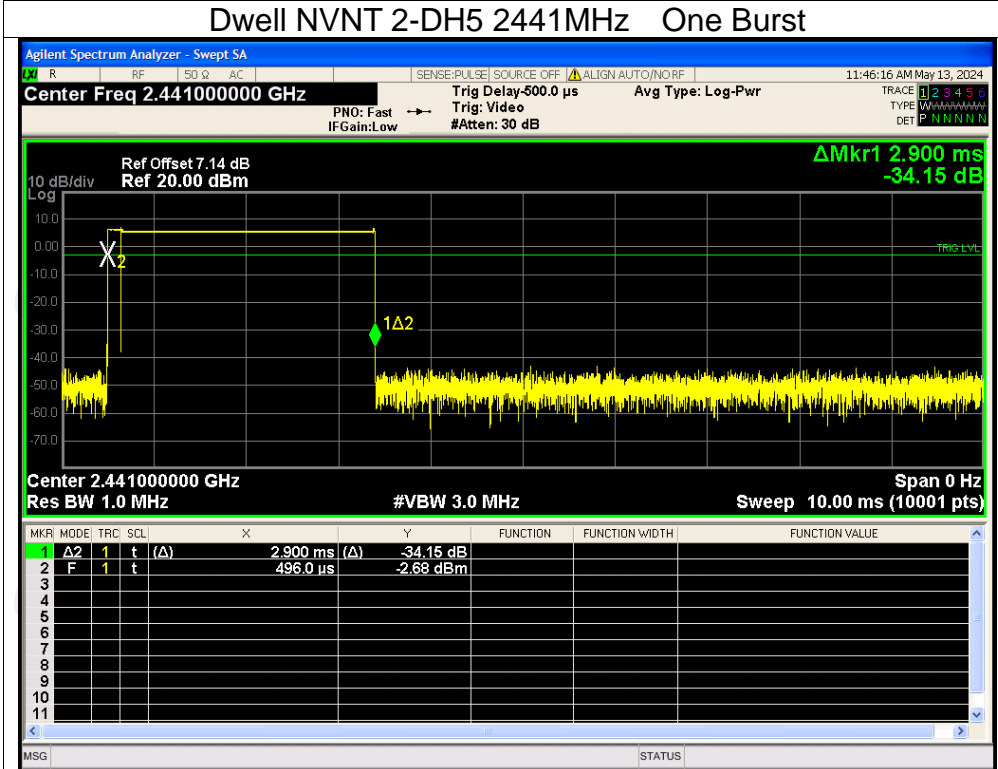 Dwell NVNT 2-DH5 2441MHz One Burst
Agilent Spectrum Analyzer - Swept SA
LXI R RF 50 Ω AC SENSE:PULSE SOURCE OFF ALIGN AUTO/NO RF 11:46:16 AM May 13, 2024
Center Freq 2.441000000 GHz
PNO: Fast
IFGain:Low
Trig Delay-500.0 µs
Trig: Video
#Atten: 30 dB
Avg Type: Log-Pwr
TRACE 1 2 3 4 5 6
TYPE WWWWWW
DET P N N N N N
ΔMkr1 2.900 ms
-34.15 dB
Ref Offset 7.14 dB
10 dB/div Ref 20.00 dBm
Log
10.0
0.00
-10.0
-20.0
-30.0
-40.0
-50.0
-60.0
-70.0
TRIG LVL
X2
1Δ2
Center 2.441000000 GHz Span 0 Hz
Res BW 1.0 MHz #VBW 3.0 MHz Sweep 10.00 ms (10001 pts)
MKR MODE TRC SCL X Y FUNCTION FUNCTION WIDTH FUNCTION VALUE
1 Δ2 1 t (Δ) 2.900 ms (Δ) -34.15 dB
2 F 1 t 496.0 µs -2.68 dBm
3
4
5
6
7
8
9
10
11
MSG STATUS